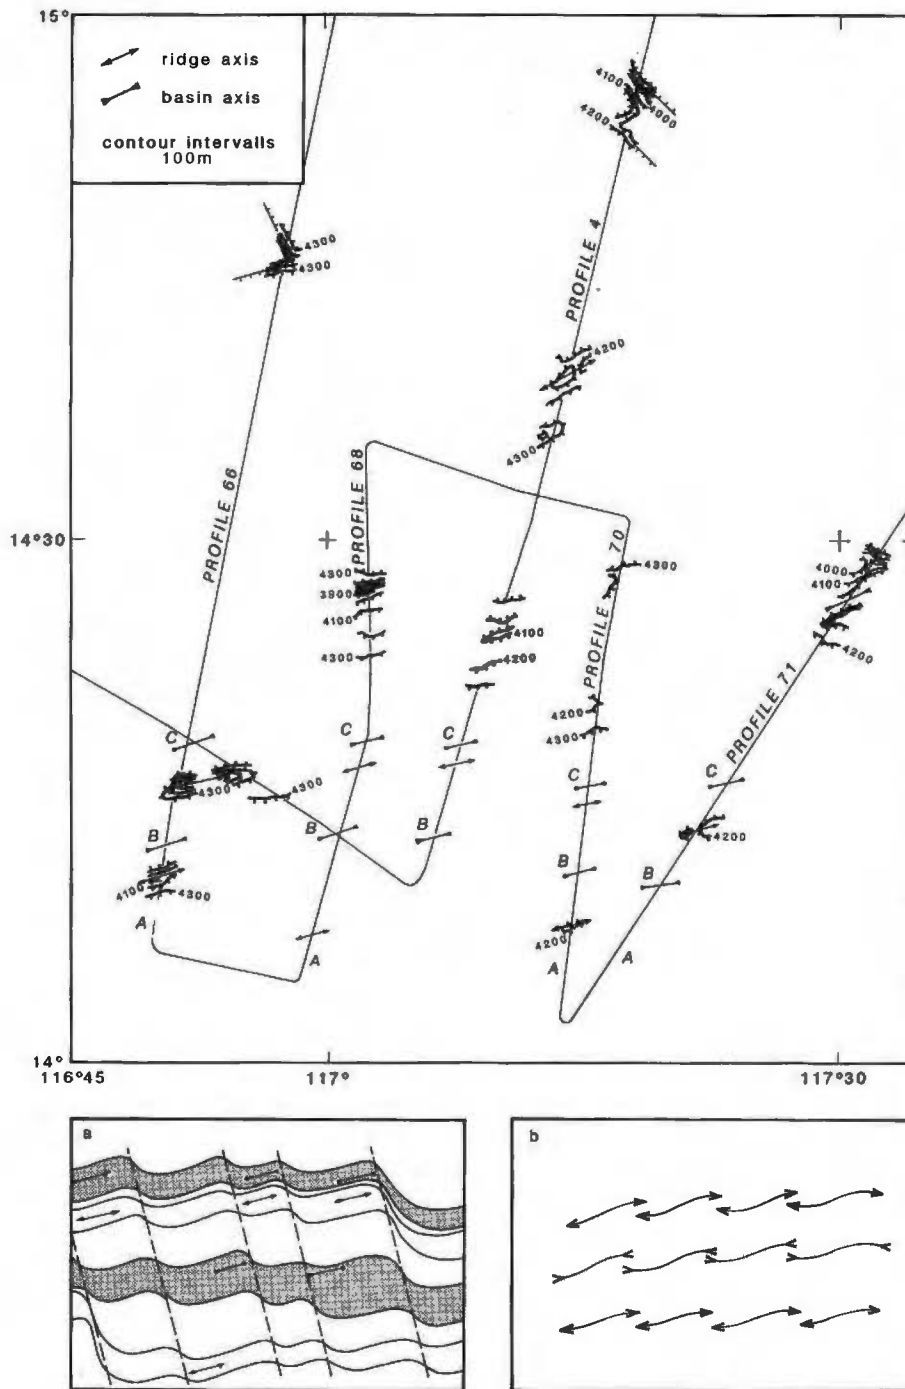 15°
ridge axis
basin axis
contour intervalls
100m
4100
4000
4200
4300
4300
PROFILE 4
4200
4300
PROFILE 66
PROFILE 68
14°30
PROFILE 70
4300
3900
4100
4300
4300
4000
4100
4200
4100
4200
4200
4300
PROFILE 71
C
C
C
C
C
4300
4300
B
B
B
B
B
4200
4100
4300
4200
A
A
A
A
14°
116°45
117°
117°30
a
b